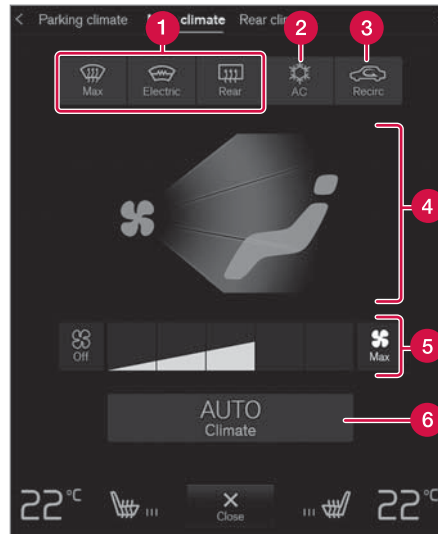 Parking climate climate Rear
1 2 3
Max Electric Rear AC Recirc
4
Off Max 5
AUTO
Climate 6
22°C Close 22°C